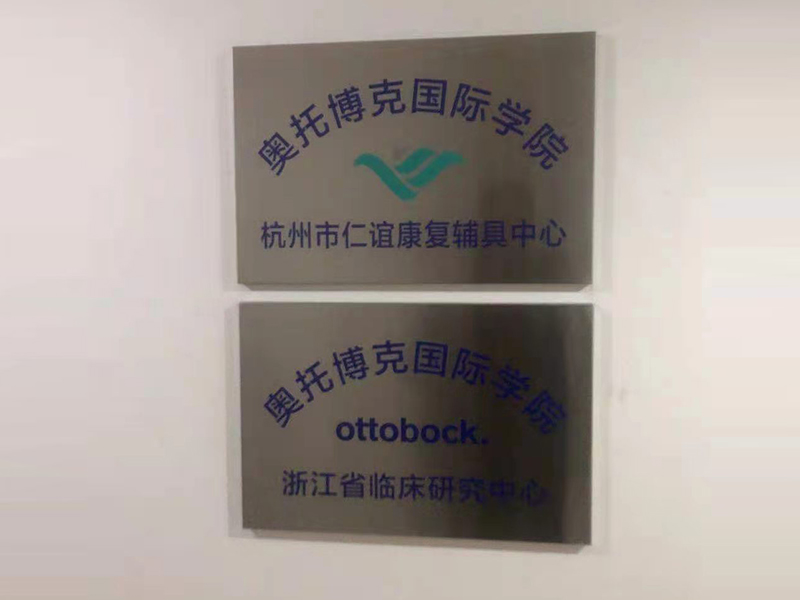 奥托博克国际学院
杭州市仁谊康复辅具中心
奥托博克国际学院
ottobock.
浙江省临床研究中心